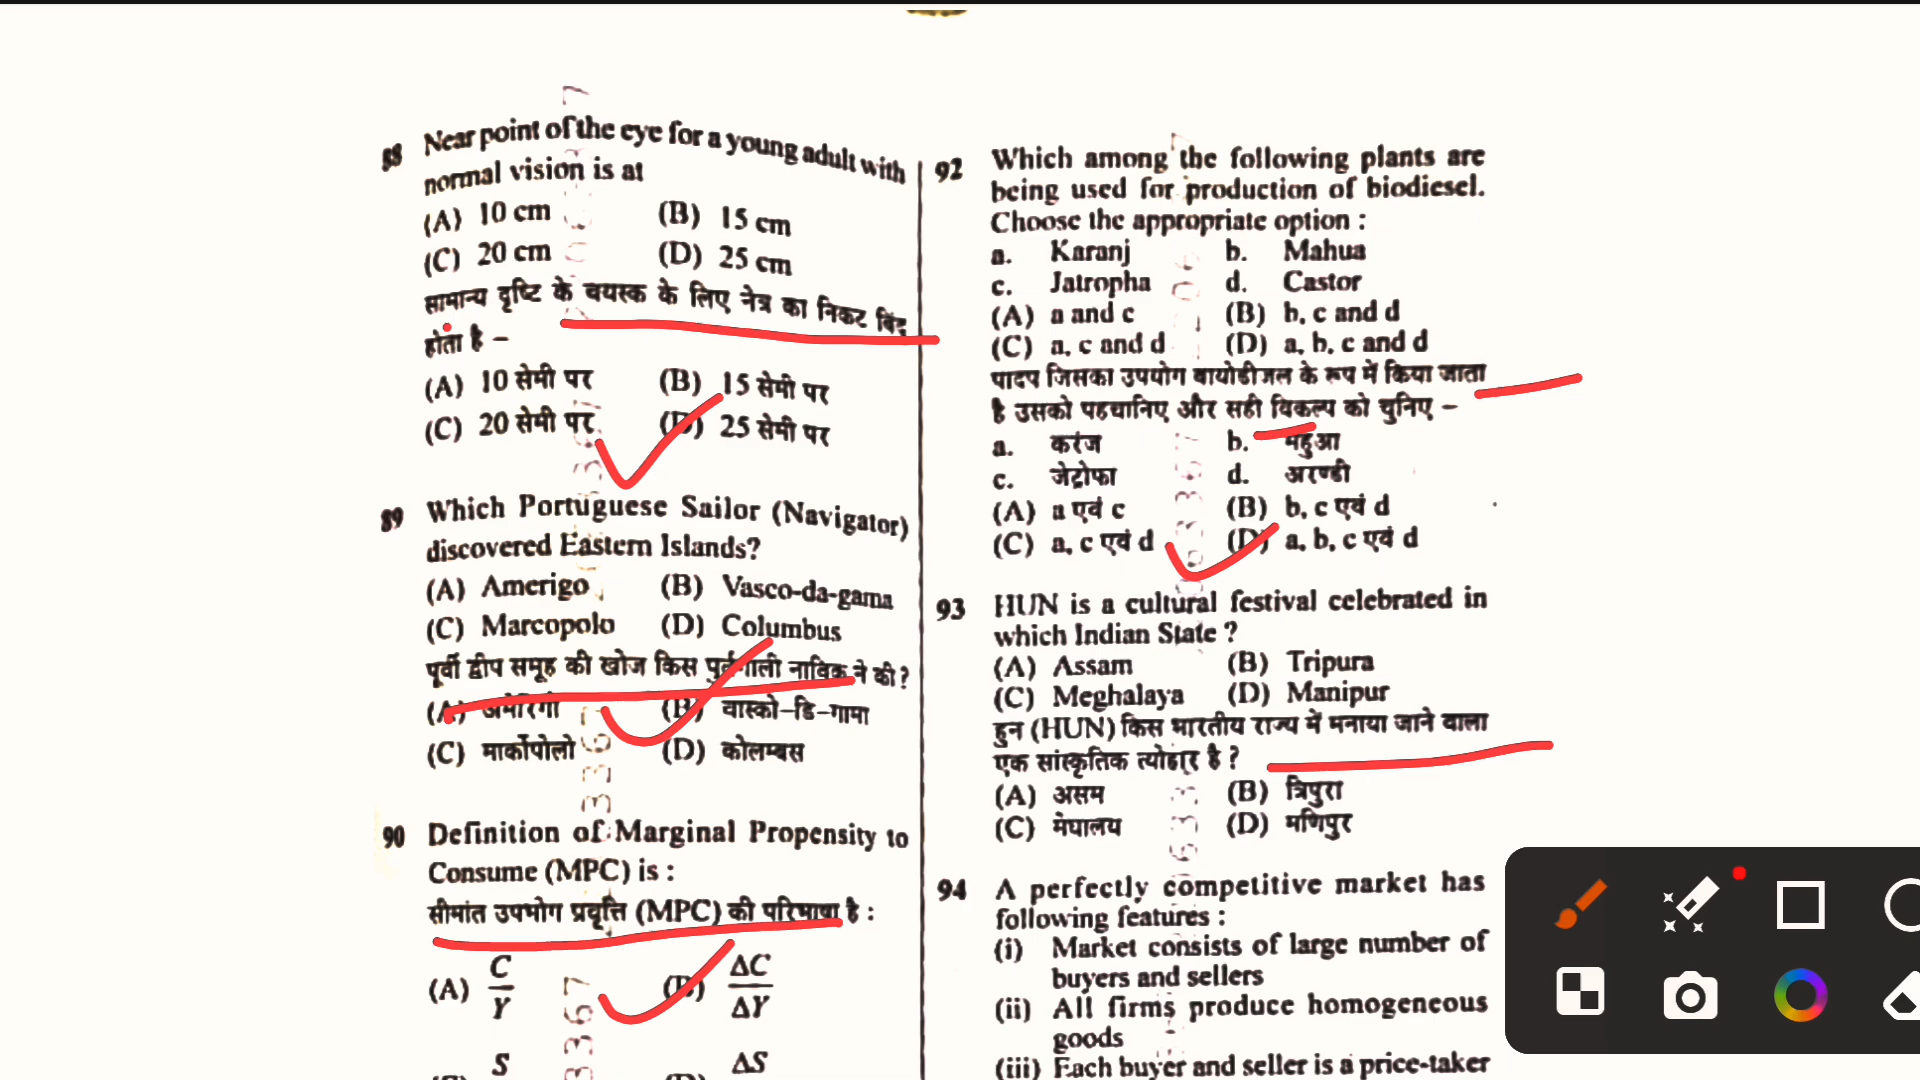 88 Near point of the eye for a young adult with
normal vision is at
(A) 10 cm (B) 15 cm
(C) 20 cm (D) 25 cm
सामान्य दृष्टि के वयस्क के लिए नेत्र का निकट बिंदु
होता है –
(A) 10 सेमी पर (B) 15 सेमी पर
(C) 20 सेमी पर (D) 25 सेमी पर
89 Which Portuguese Sailor (Navigator)
discovered Eastern Islands?
(A) Amerigo (B) Vasco-da-gama
(C) Marcopolo (D) Columbus
पूर्वी द्वीप समूह की खोज किस पुर्तगाली नाविक ने की?
(A) अमेरिगो (B) वास्को-डि-गामा
(C) मार्कोपोलो (D) कोलम्बस
90 Definition of Marginal Propensity to
Consume (MPC) is :
सीमांत उपभोग प्रवृत्ति (MPC) की परिभाषा है :
(A) C/Y (B) ΔC/ΔY
S ΔS
92 Which among the following plants are
being used for production of biodiesel.
Choose the appropriate option :
a. Karanj b. Mahua
c. Jatropha d. Castor
(A) a and c (B) b, c and d
(C) a, c and d (D) a, b, c and d
पादप जिसका उपयोग बायोडीजल के रूप में किया जाता
है उसको पहचानिए और सही विकल्प को चुनिए –
a. करंज b. महुआ
c. जेट्रोफा d. अरण्डी
(A) a एवं c (B) b, c एवं d
(C) a, c एवं d (D) a, b, c एवं d
93 HUN is a cultural festival celebrated in
which Indian State ?
(A) Assam (B) Tripura
(C) Meghalaya (D) Manipur
हुन (HUN) किस भारतीय राज्य में मनाया जाने वाला
एक सांस्कृतिक त्योहार है ?
(A) असम (B) त्रिपुरा
(C) मेघालय (D) मणिपुर
94 A perfectly competitive market has
following features :
(i) Market consists of large number of
buyers and sellers
(ii) All firms produce homogeneous
goods
(iii) Each buyer and seller is a price-taker